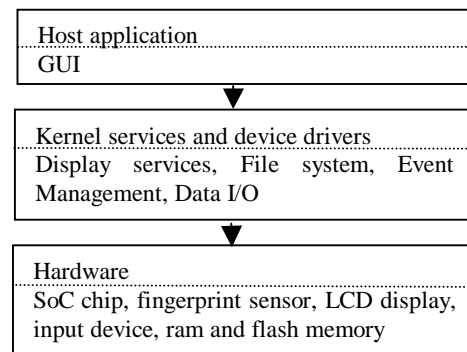 Host application
GUI
Kernel services and device drivers
Display services, File system, Event
Management, Data I/O
Hardware
SoC chip, fingerprint sensor, LCD display,
input device, ram and flash memory